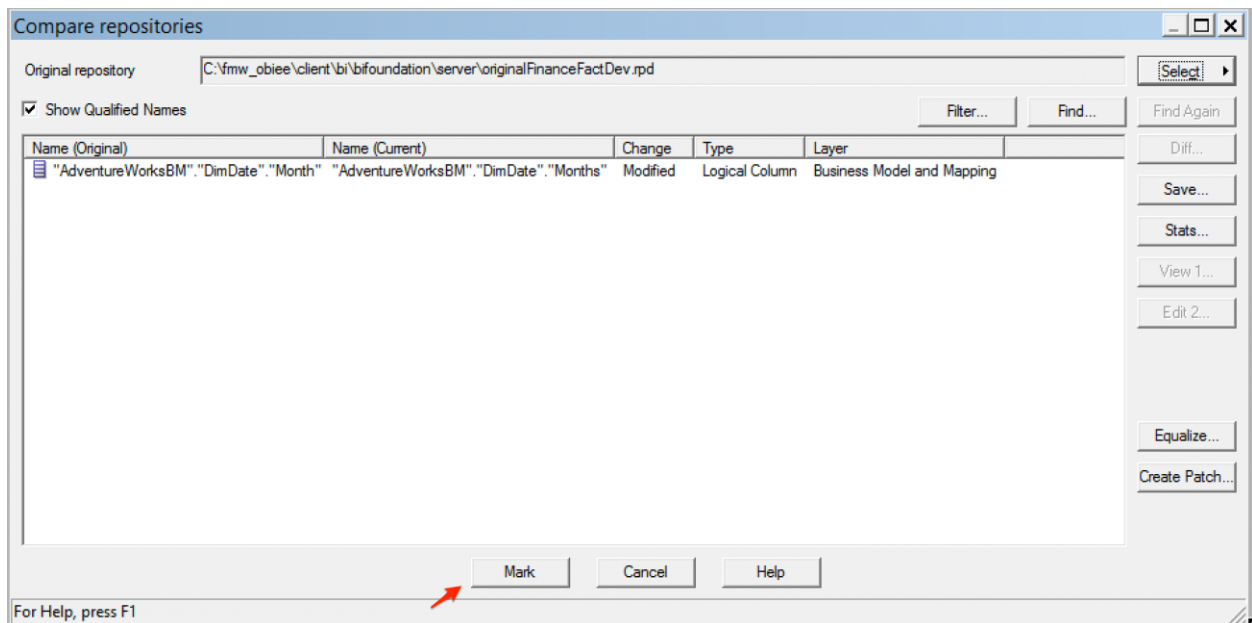 Compare repositories
Original repository C:\fmw_obiee\client\bi\bifoundation\server\originalFinanceFactDev.rpd Select
Show Qualified Names Filter... Find... Find Again
Name (Original) Name (Current) Change Type Layer Diff...
"AdventureWorksBM"."DimDate"."Month" "AdventureWorksBM"."DimDate"."Months" Modified Logical Column Business Model and Mapping
Save...
Stats...
View 1...
Edit 2...
Equalize...
Create Patch...
Mark Cancel Help
For Help, press F1